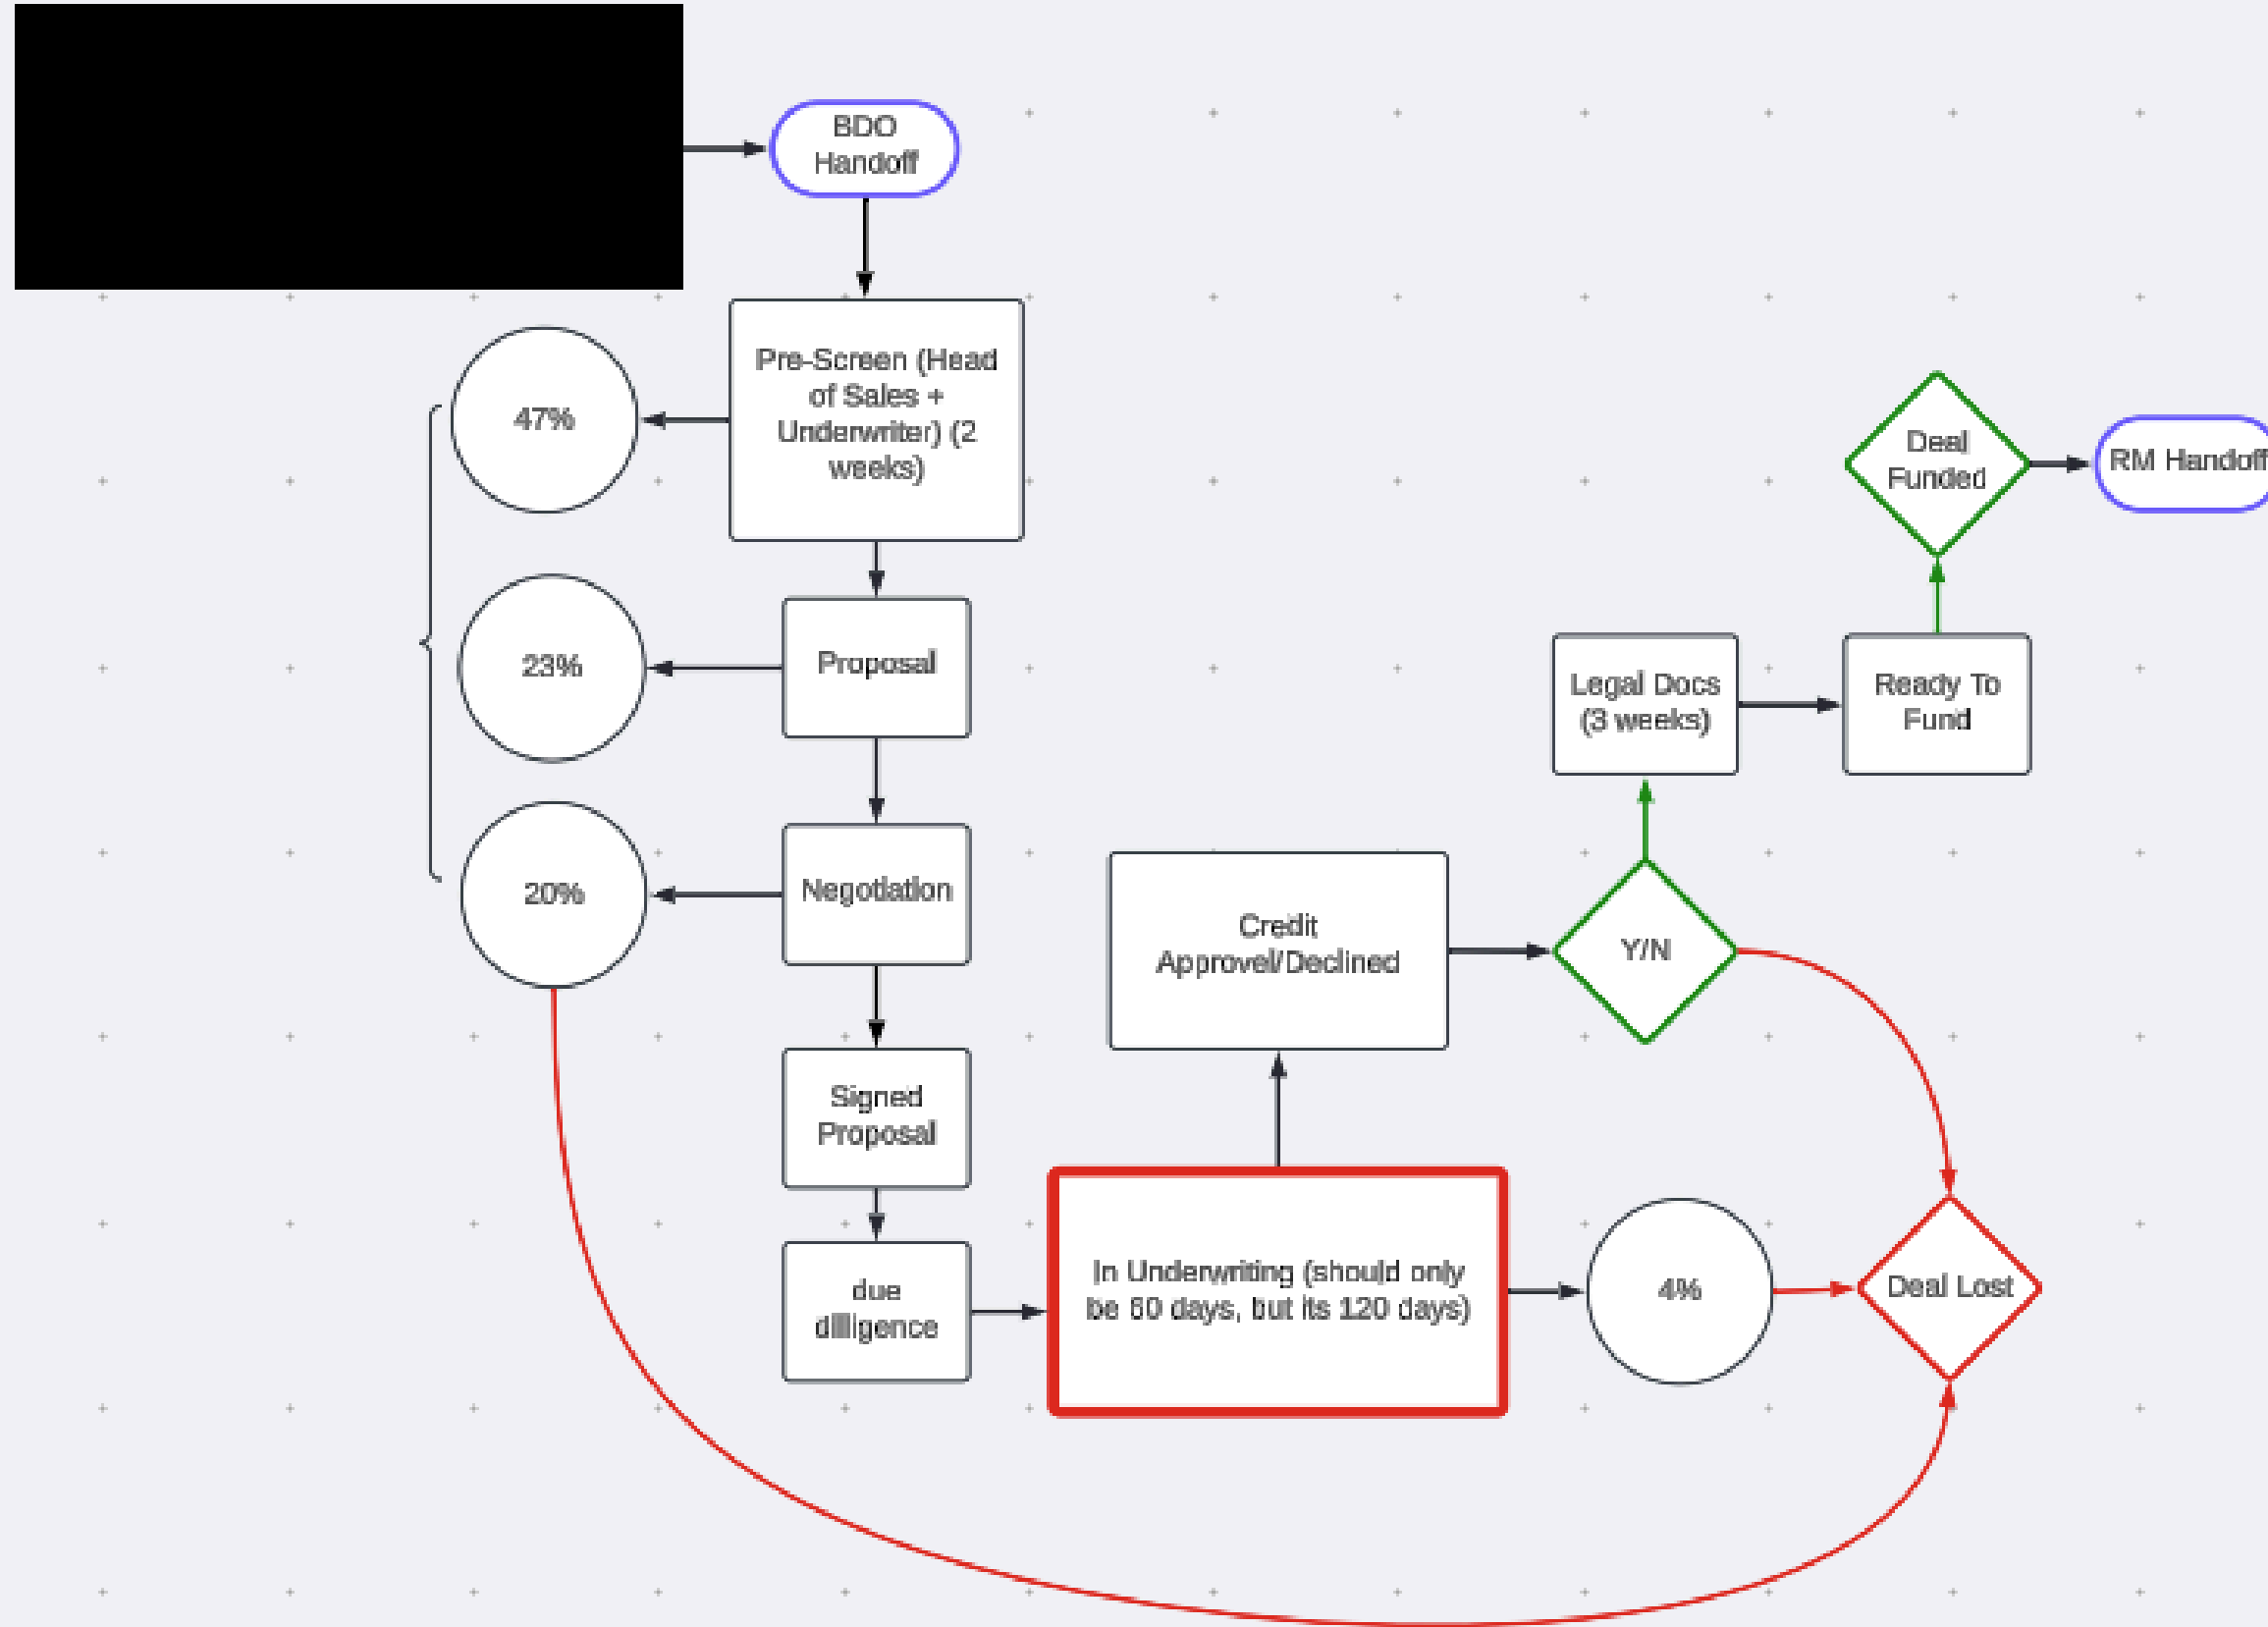 BDO
Handoff
Pre-Screen (Head
of Sales +
Underwriter) (2
weeks)
47%
Proposal
23%
Negotiation
20%
Signed
Proposal
due
dilligence
In Underwriting (should only
be 60 days, but its 120 days)
4%
Deal Lost
Credit
Approvel/Declined
Y/N
Legal Docs
(3 weeks)
Ready To
Fund
Deal
Funded
RM Handoff